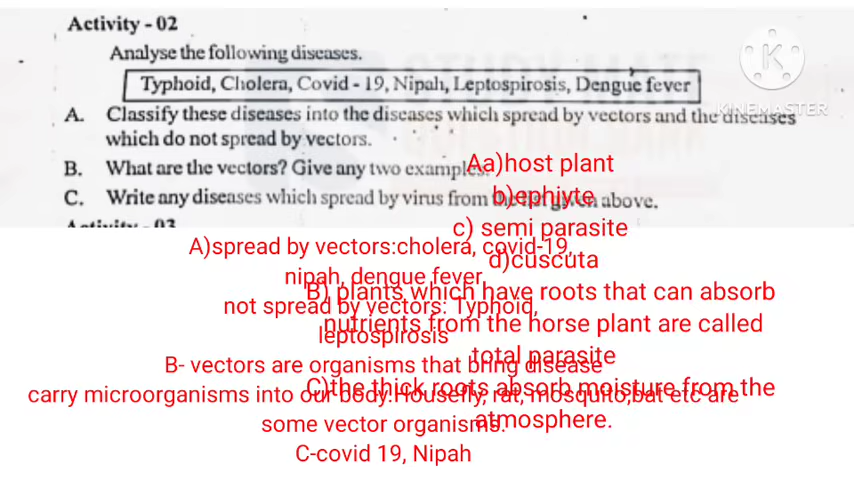 Activity - 02
Analyse the following diseases.
Typhoid, Cholera, Covid - 19, Nipah, Leptospirosis, Dengue fever
A. Classify these diseases into the diseases which spread by vectors and the diseases
which do not spread by vectors.
B. What are the vectors? Give any two examples.
C. Write any diseases which spread by virus from the list given above.
Activity - 03
KINEMASTER
Aa)host plant
b)ephiyte
c) semi parasite
d)cuscuta
B) plants which have roots that can absorb
nutrients from the horse plant are called
total parasite
C)the thick roots absorb moisture from the
atmosphere.
A)spread by vectors:cholera, covid-19,
nipah, dengue fever
not spread by vectors: Typhoid,
leptospirosis
B- vectors are organisms that bring disease
carry microorganisms into our body.Housefly, rat, mosquito,bat etc are
some vector organisms.
C-covid 19, Nipah